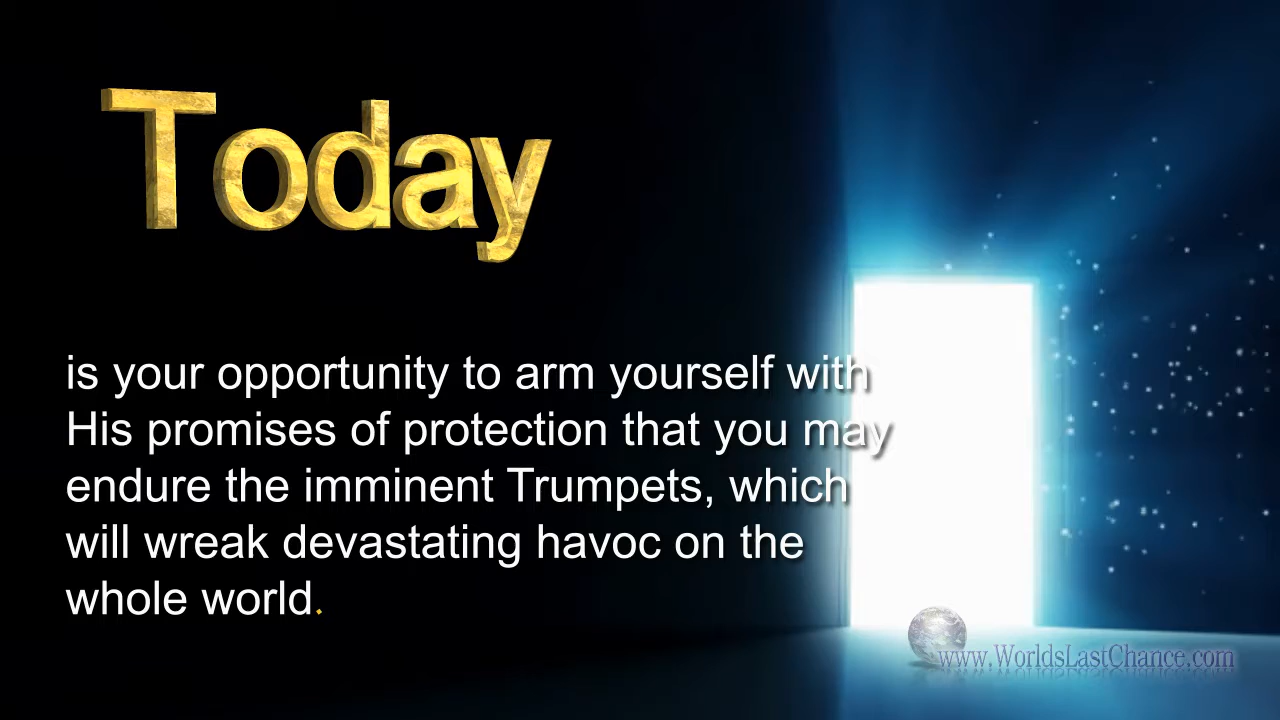 Today
is your opportunity to arm yourself with
His promises of protection that you may
endure the imminent Trumpets, which
will wreak devastating havoc on the
whole world.
www.WorldsLastChance.com